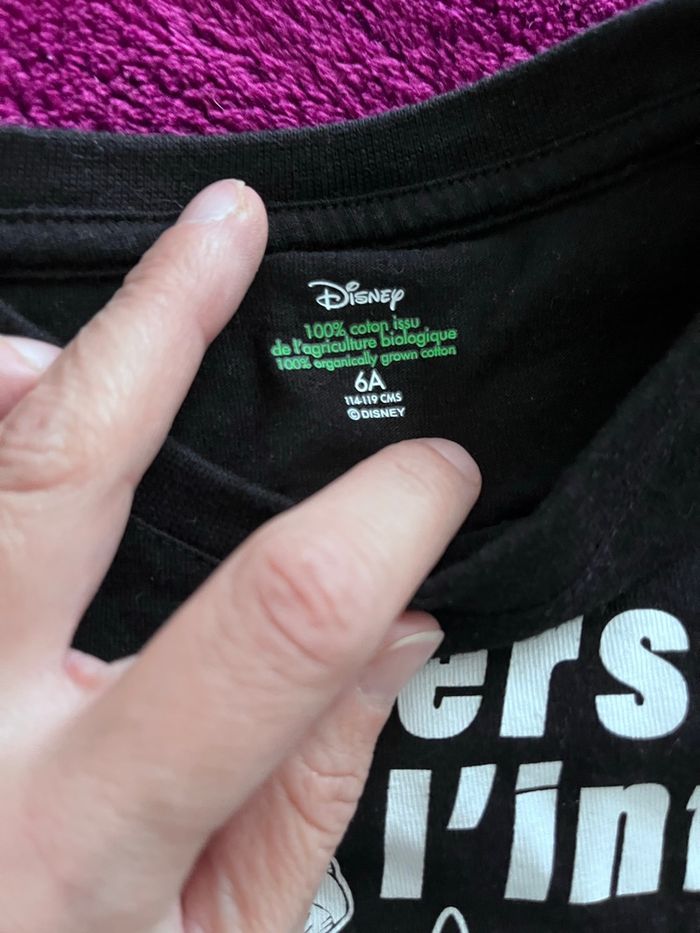 Disney
100% coton issu
de l'agriculture biologique
100% organically grown cotton
6A
114-119 CMS
©DISNEY
ers
l'in